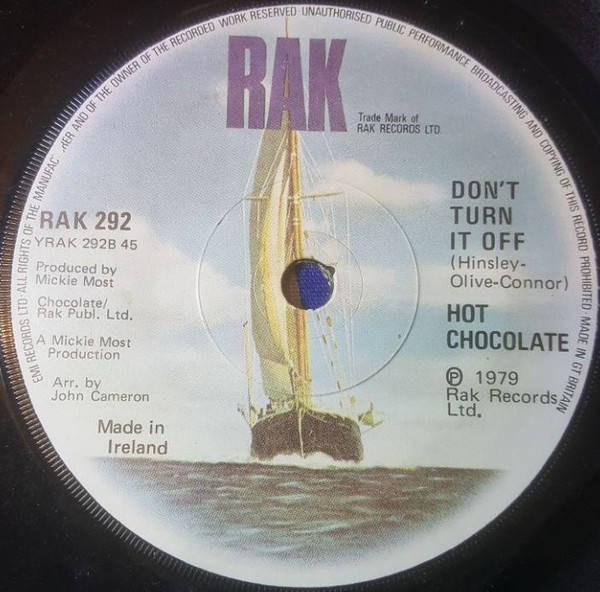 EMI RECORDS LTD ALL RIGHTS OF THE MANUFAC ER AND OF THE OWNER OF THE RECORDED WORK RESERVED · UNAUTHORISED PUBLIC PERFORMANCE BROADCASTING AND COPYING OF THIS RECORD PROHIBITED · MADE IN GT BRITAIN
RAK
Trade Mark of
RAK RECORDS LTD
RAK 292
YRAK 292B 45
Produced by
Mickie Most
Chocolate/
Rak Publ. Ltd.
A Mickie Most
Production
Arr. by
John Cameron
Made in
Ireland
DON'T
TURN
IT OFF
(Hinsley-
Olive-Connor)
HOT
CHOCOLATE
℗ 1979
Rak Records
Ltd.